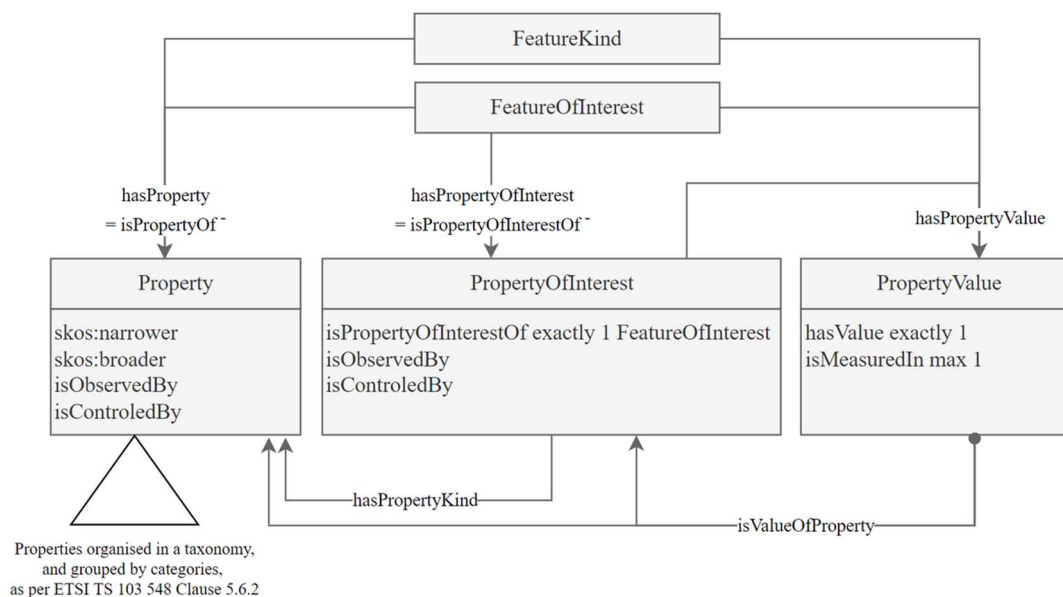 FeatureKind
FeatureOfInterest
hasProperty
= isPropertyOf -
hasPropertyOfInterest
= isPropertyOfInterestOf -
hasPropertyValue
Property
skos:narrower
skos:broader
isObservedBy
isControledBy
PropertyOfInterest
isPropertyOfInterestOf exactly 1 FeatureOfInterest
isObservedBy
isControledBy
PropertyValue
hasValue exactly 1
isMeasuredIn max 1
hasPropertyKind
isValueOfProperty
Properties organised in a taxonomy,
and grouped by categories,
as per ETSI TS 103 548 Clause 5.6.2